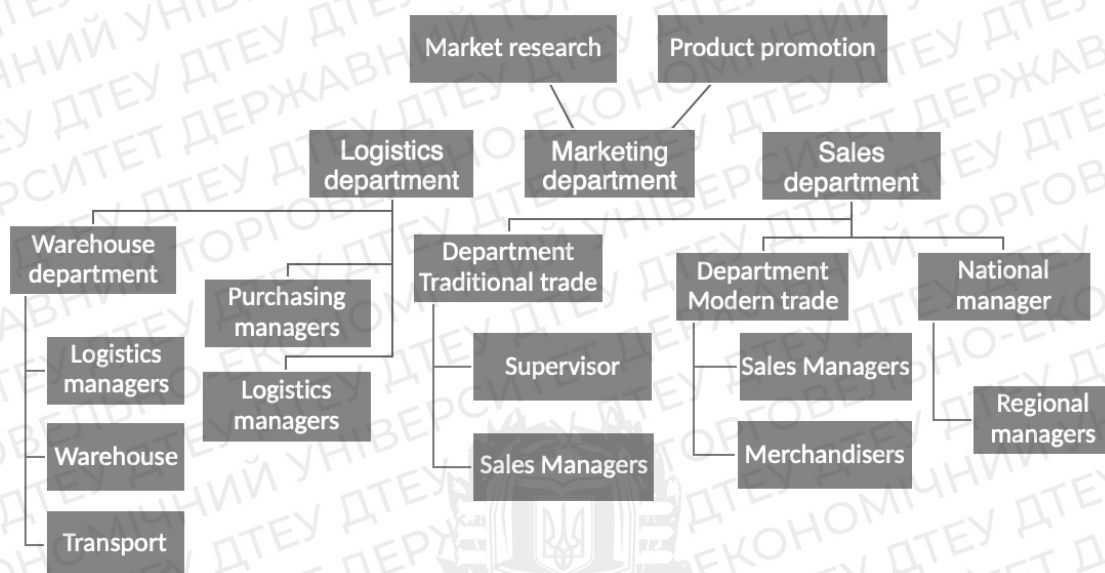 Market research
Product promotion
Logistics
department
Marketing
department
Sales
department
Warehouse
department
Purchasing
managers
Logistics
managers
Logistics
managers
Warehouse
Transport
Department
Traditional trade
Supervisor
Sales Managers
Department
Modern trade
Sales Managers
Merchandisers
National
manager
Regional
managers